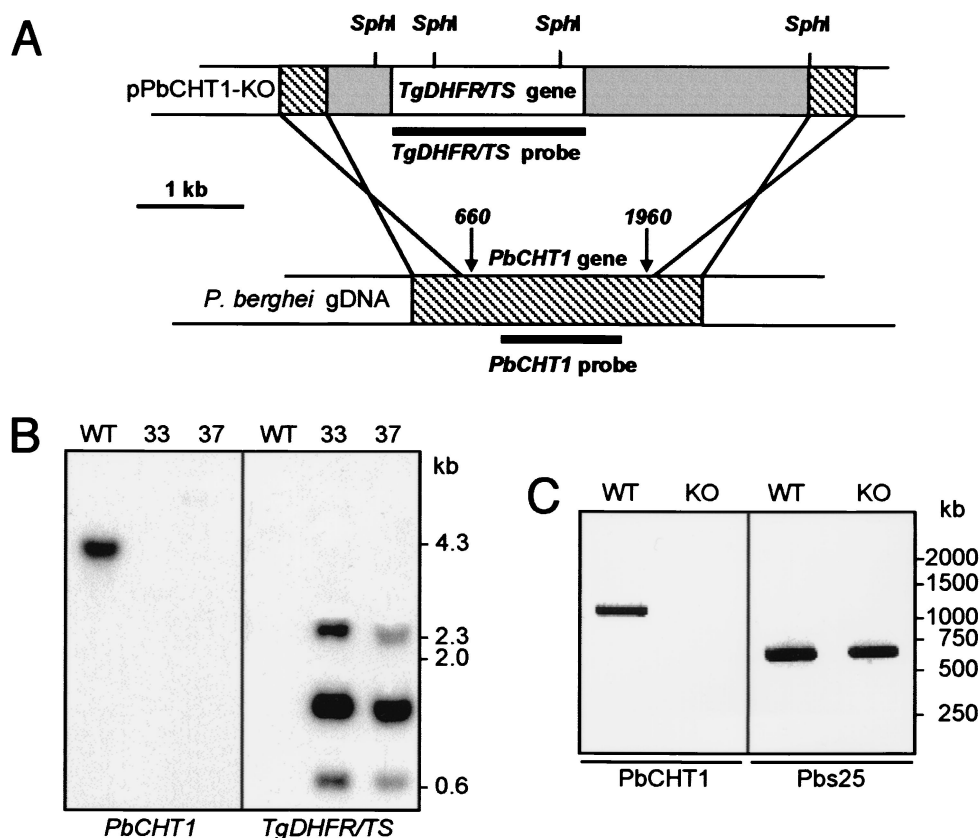 A
SphI SphI SphI SphI
pPbCHT1-KO
TgDHFR/TS gene
TgDHFR/TS probe
1 kb
660 1960
PbCHT1 gene
P. berghei gDNA
PbCHT1 probe
B
WT 33 37 WT 33 37
kb
4.3
2.3
2.0
0.6
PbCHT1 TgDHFR/TS
C
WT KO WT KO
kb
2000
1500
1000
750
500
250
PbCHT1 Pbs25